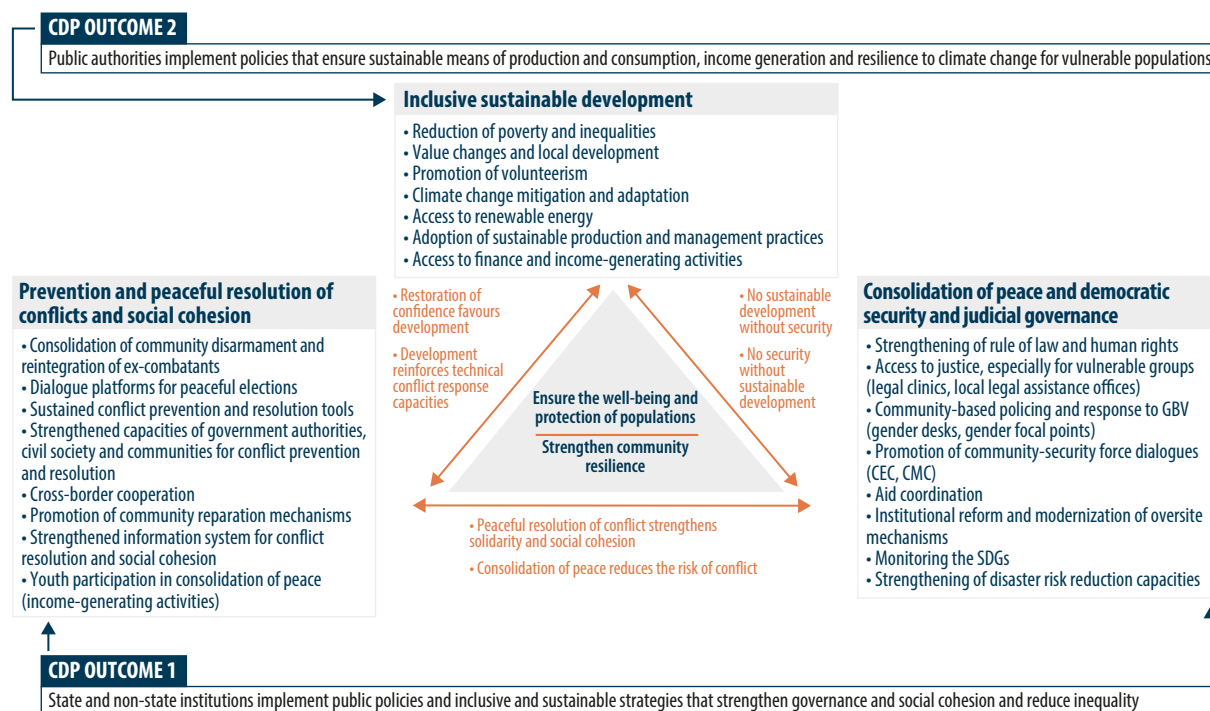 CDP OUTCOME 2
Public authorities implement policies that ensure sustainable means of production and consumption, income generation and resilience to climate change for vulnerable populations
Inclusive sustainable development
• Reduction of poverty and inequalities
• Value changes and local development
• Promotion of volunteerism
• Climate change mitigation and adaptation
• Access to renewable energy
• Adoption of sustainable production and management practices
• Access to finance and income-generating activities
Prevention and peaceful resolution of
conflicts and social cohesion
• Consolidation of community disarmament and
reintegration of ex-combatants
• Dialogue platforms for peaceful elections
• Sustained conflict prevention and resolution tools
• Strengthened capacities of government authorities,
civil society and communities for conflict prevention
and resolution
• Cross-border cooperation
• Promotion of community reparation mechanisms
• Strengthened information system for conflict
resolution and social cohesion
• Youth participation in consolidation of peace
(income-generating activities)
• Restoration of
confidence favours
development
• Development
reinforces technical
conflict response
capacities
Ensure the well-being and
protection of populations
Strengthen community
resilience
• No sustainable
development
without security
• No security
without
sustainable
development
• Peaceful resolution of conflict strengthens
solidarity and social cohesion
• Consolidation of peace reduces the risk of conflict
Consolidation of peace and democratic
security and judicial governance
• Strengthening of rule of law and human rights
• Access to justice, especially for vulnerable groups
(legal clinics, local legal assistance offices)
• Community-based policing and response to GBV
(gender desks, gender focal points)
• Promotion of community-security force dialogues
(CEC, CMC)
• Aid coordination
• Institutional reform and modernization of oversite
mechanisms
• Monitoring the SDGs
• Strengthening of disaster risk reduction capacities
CDP OUTCOME 1
State and non-state institutions implement public policies and inclusive and sustainable strategies that strengthen governance and social cohesion and reduce inequality